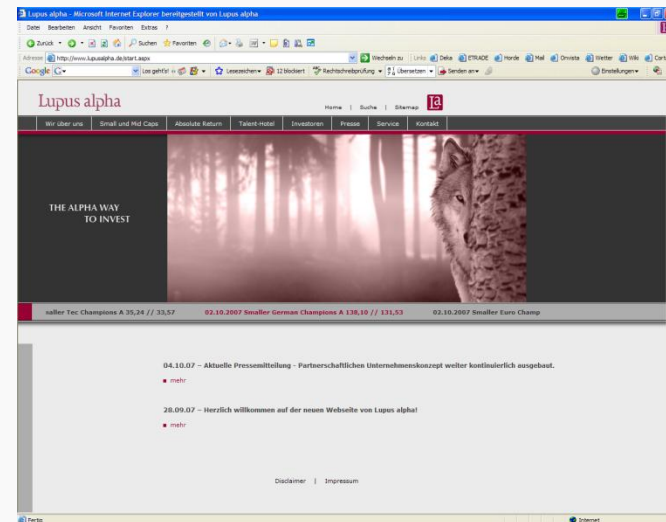 Lupus alpha - Microsoft Internet Explorer bereitgestellt von Lupus alpha
Datei Bearbeiten Ansicht Favoriten Extras ?
Zurück Suchen Favoriten
Adresse http://www.lupusalpha.de/start.aspx Wechseln zu Links Deka ETRADE Horde Mail Onvista Wetter Wiki
Google G Los geht's! Lesezeichen 12 blockiert Rechtschreibprüfung Übersetzen Senden an Einstellungen
Lupus alpha
Home | Suche | Sitemap
Wir über uns Small und Mid Caps Absolute Return Talent-Hotel Investoren Presse Service Kontakt
THE ALPHA WAY
TO INVEST
saller Tec Champions A 35,24 // 33,57 02.10.2007 Smaller German Champions A 138,10 // 131,53 02.10.2007 Smaller Euro Champ
04.10.07 – Aktuelle Pressemitteilung - Partnerschaftlichen Unternehmenskonzept weiter kontinuierlich ausgebaut.
mehr
28.09.07 – Herzlich willkommen auf der neuen Webseite von Lupus alpha!
mehr
Disclaimer | Impressum
Fertig Internet